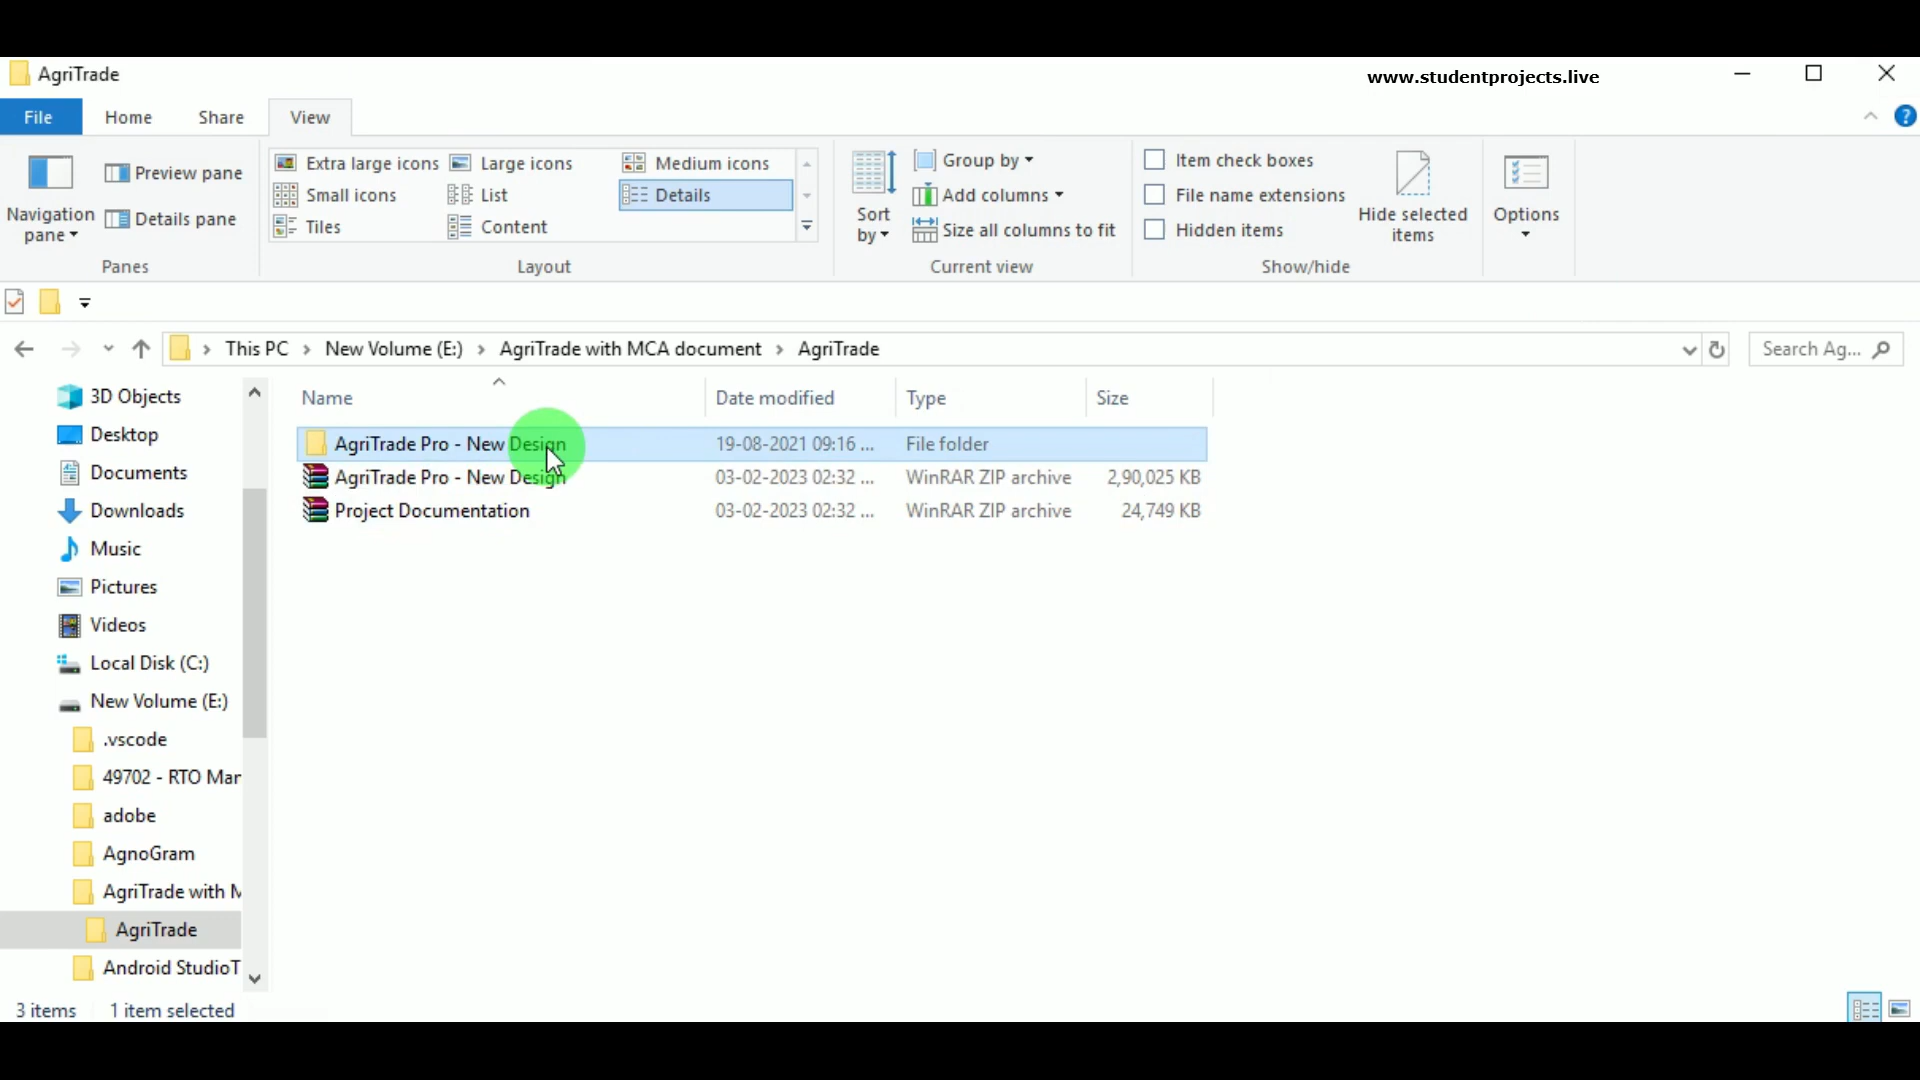 AgriTrade
www.studentprojects.live
File Home Share View
Preview pane
Navigation pane
Details pane
Panes
Extra large icons Large icons Medium icons
Small icons List Details
Tiles Content
Layout
Sort by
Group by
Add columns
Size all columns to fit
Current view
Item check boxes
File name extensions
Hidden items
Hide selected items
Show/hide
Options
This PC New Volume (E:) AgriTrade with MCA document AgriTrade
Search Ag...
Name Date modified Type Size
AgriTrade Pro - New Design 19-08-2021 09:16 ... File folder
AgriTrade Pro - New Design 03-02-2023 02:32 ... WinRAR ZIP archive 2,90,025 KB
Project Documentation 03-02-2023 02:32 ... WinRAR ZIP archive 24,749 KB
3D Objects
Desktop
Documents
Downloads
Music
Pictures
Videos
Local Disk (C:)
New Volume (E:)
.vscode
49702 - RTO Mar
adobe
AgnoGram
AgriTrade with M
AgriTrade
Android StudioT
3 items 1 item selected